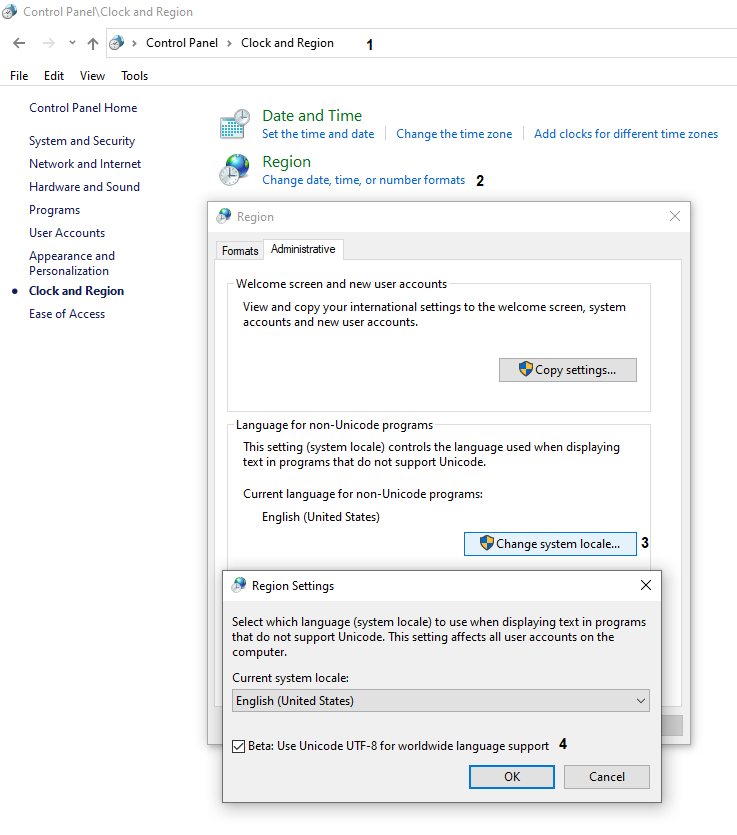 Control Panel\Clock and Region
Control Panel > Clock and Region 1
File Edit View Tools
Control Panel Home
System and Security
Network and Internet
Hardware and Sound
Programs
User Accounts
Appearance and
Personalization
Clock and Region
Ease of Access
Date and Time
Set the time and date Change the time zone Add clocks for different time zones
Region
Change date, time, or number formats 2
Region
Formats Administrative
Welcome screen and new user accounts
View and copy your international settings to the welcome screen, system
accounts and new user accounts.
Copy settings...
Language for non-Unicode programs
This setting (system locale) controls the language used when displaying
text in programs that do not support Unicode.
Current language for non-Unicode programs:
English (United States)
Change system locale... 3
Region Settings
Select which language (system locale) to use when displaying text in programs
that do not support Unicode. This setting affects all user accounts on the
computer.
Current system locale:
English (United States)
Beta: Use Unicode UTF-8 for worldwide language support 4
OK Cancel